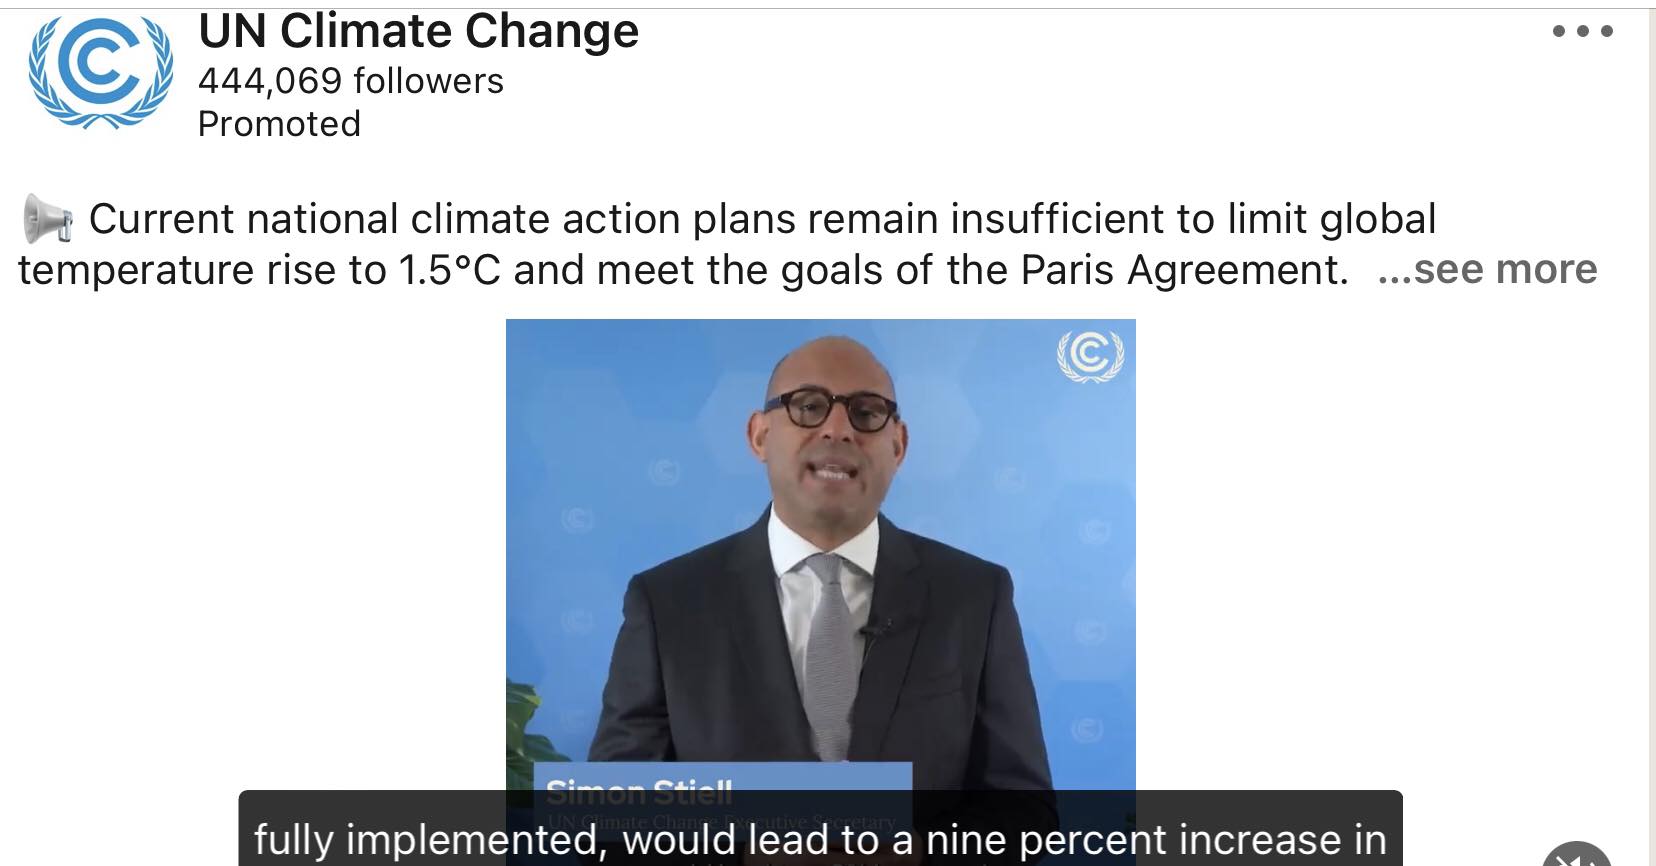 UN Climate Change
444,069 followers
Promoted
Current national climate action plans remain insufficient to limit global
temperature rise to 1.5°C and meet the goals of the Paris Agreement. ...see more
Simon Stiell
UN Climate Change Executive Secretary
fully implemented, would lead to a nine percent increase in